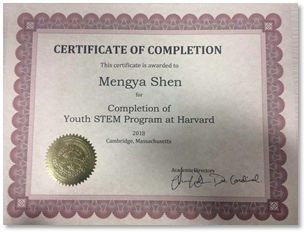 CERTIFICATE OF COMPLETION
This certificate is awarded to
Mengya Shen
for
Completion of
Youth STEM Program at Harvard
2018
Cambridge, Massachusetts
Academic Directors